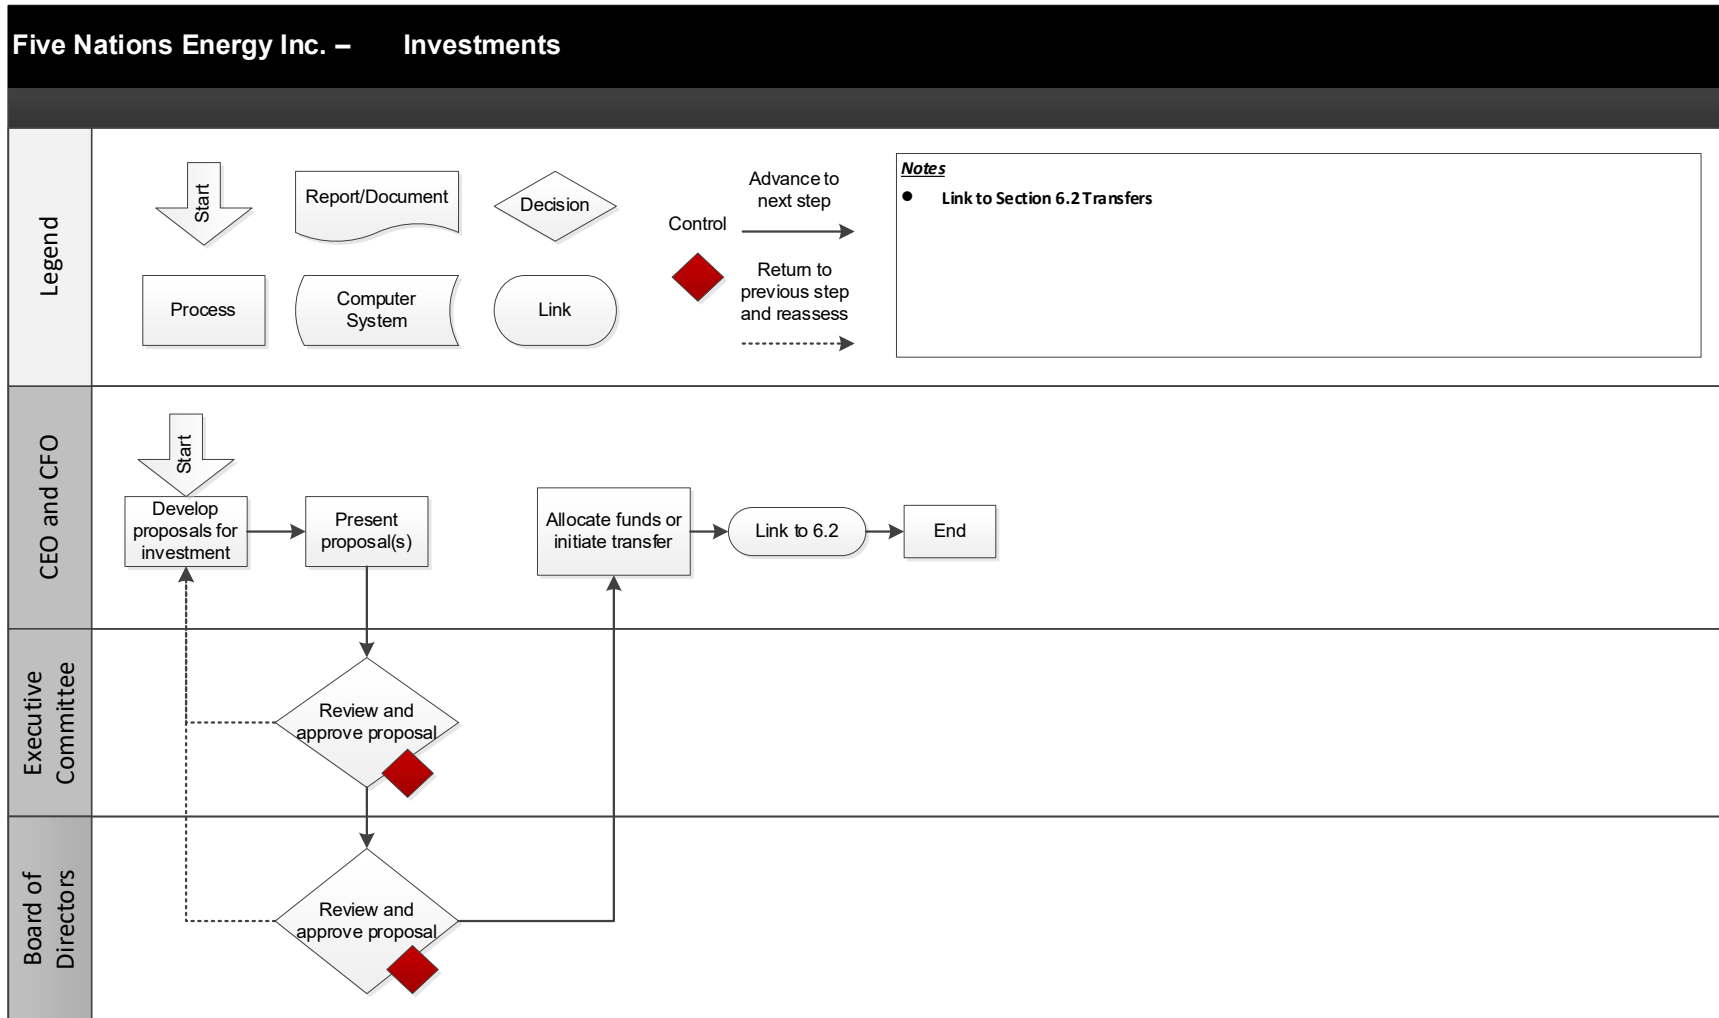 Five Nations Energy Inc. – Investments
Legend
Start
Report/Document
Decision
Control
Advance to
next step
Process
Computer
System
Link
Return to
previous step
and reassess
Notes
● Link to Section 6.2 Transfers
CEO and CFO
Start
Develop
proposals for
investment
Present
proposal(s)
Allocate funds or
initiate transfer
Link to 6.2
End
Executive
Committee
Review and
approve proposal
Board of
Directors
Review and
approve proposal